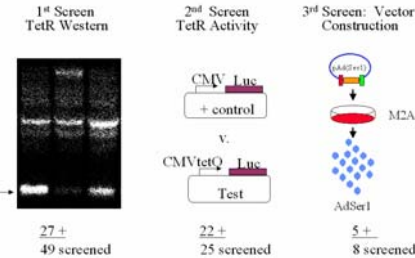 1st Screen
TetR Western
2nd Screen
TetR Activity
3rd Screen: Vector
Construction
CMV Luc
+ control
v.
CMVtetO Luc
Test
pAd(Ser1)
M2A
AdSer1
27 +
49 screened
22 +
25 screened
5 +
8 screened